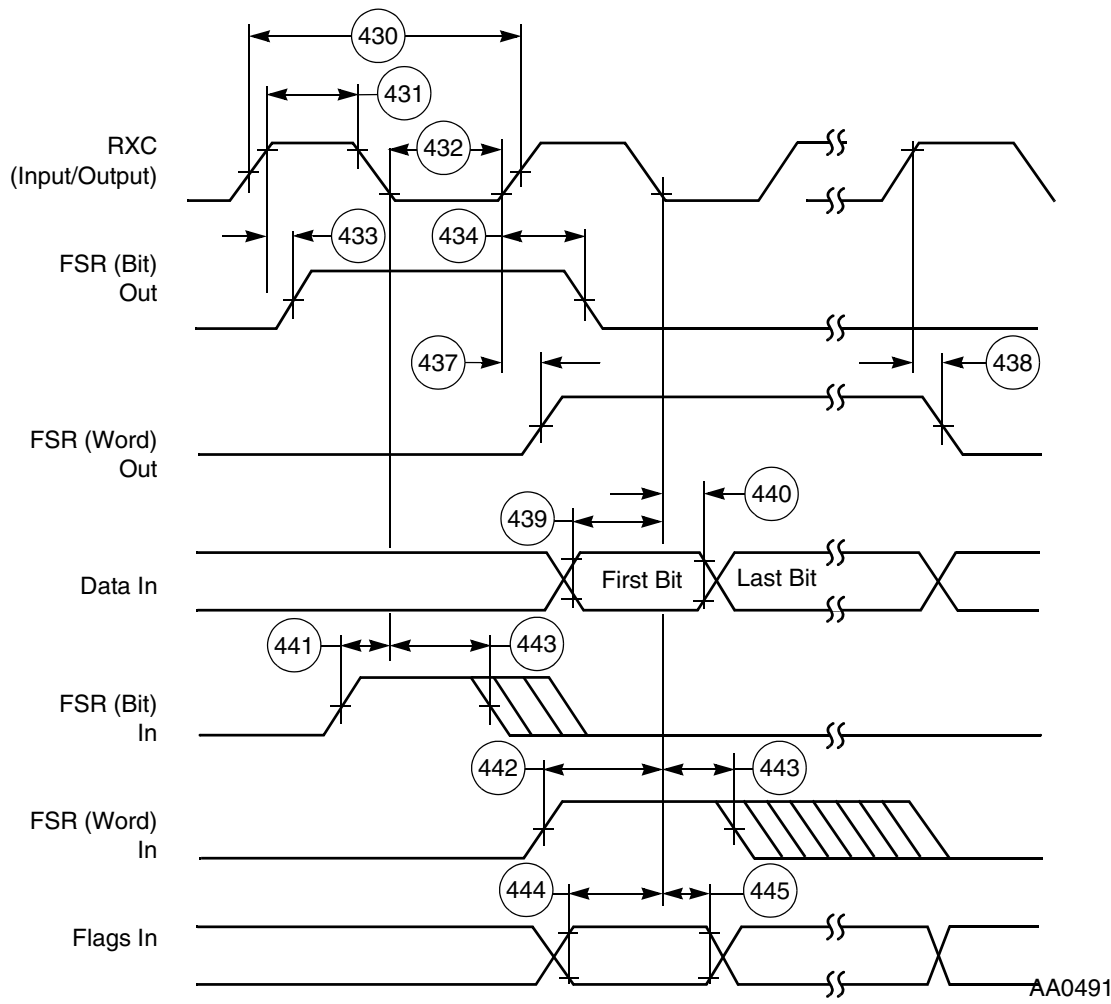 430
431
RXC
(Input/Output)
432
433
434
FSR (Bit)
Out
437
438
FSR (Word)
Out
439
440
Data In
First Bit
Last Bit
441
443
FSR (Bit)
In
442
443
FSR (Word)
In
444
445
Flags In
AA0491